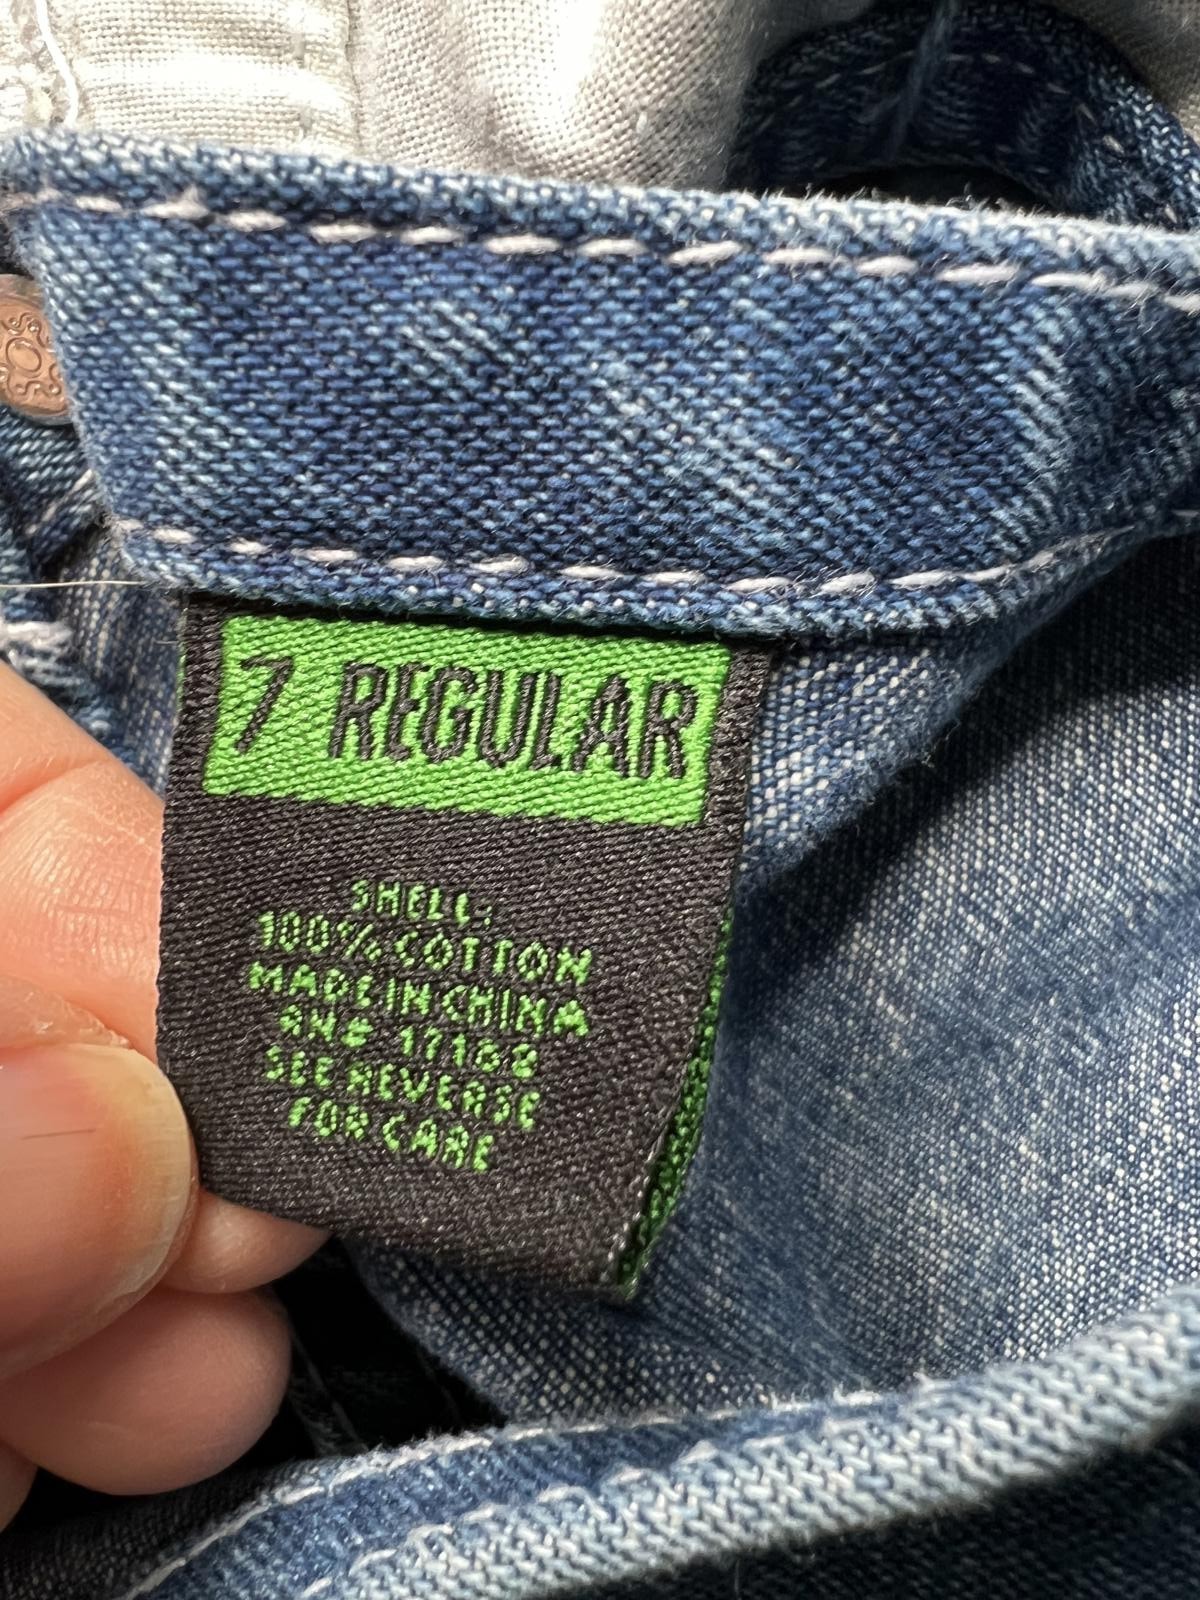 7 REGULAR
SHELL:
100% COTTON
MADE IN CHINA
RN# 17168
SEE REVERSE
FOR CARE